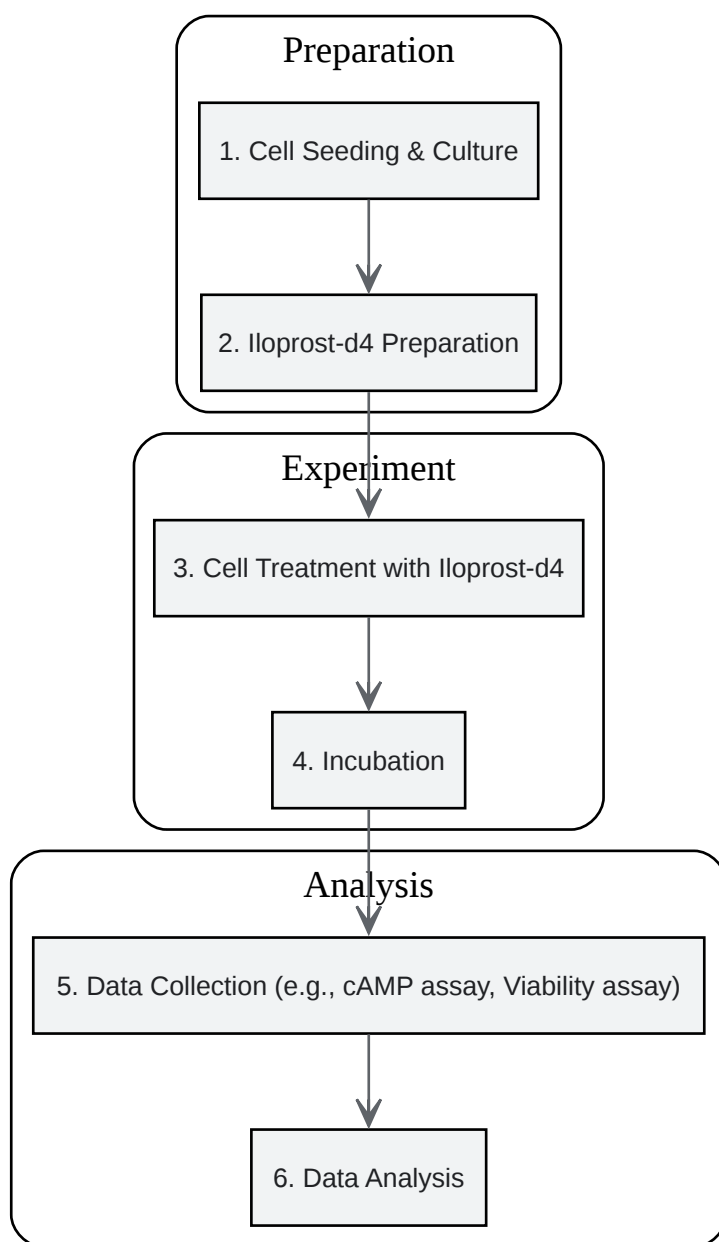 Preparation
1. Cell Seeding & Culture
2. Iloprost-d4 Preparation
Experiment
3. Cell Treatment with Iloprost-d4
4. Incubation
Analysis
5. Data Collection (e.g., cAMP assay, Viability assay)
6. Data Analysis